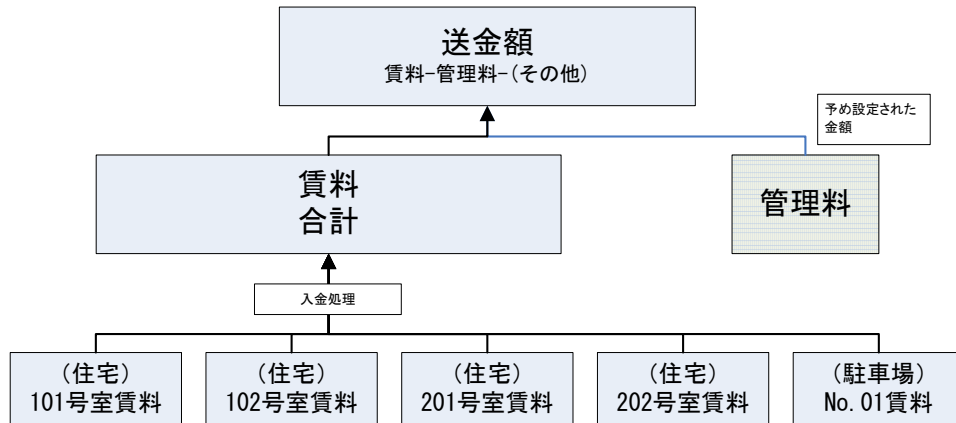 送金額
賃料-管理料-(その他)
予め設定された
金額
賃料
合計
管理料
入金処理
(住宅)
101号室賃料
(住宅)
102号室賃料
(住宅)
201号室賃料
(住宅)
202号室賃料
(駐車場)
No.01賃料